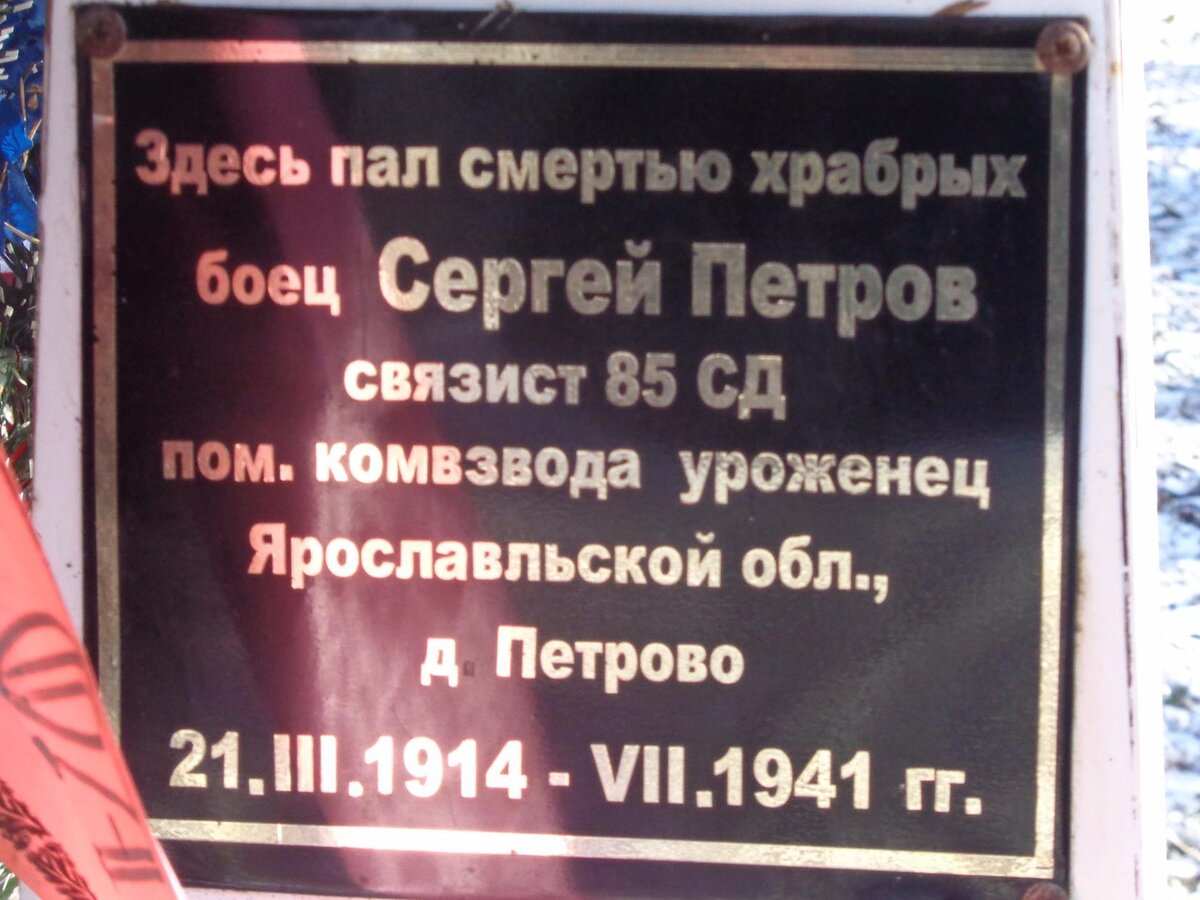 Здесь пал смертью храбрых
боец Сергей Петров
связист 85 СД
пом. комвзвода уроженец
Ярославльской обл.,
д. Петрово
21.III.1914 - VII.1941 гг.